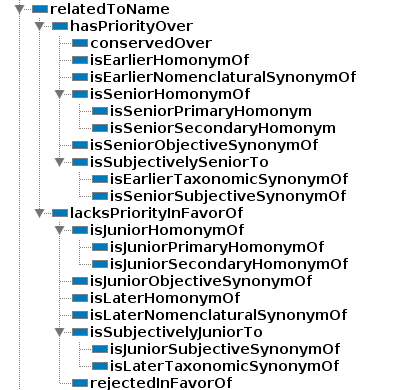 relatedToName
hasPriorityOver
conservedOver
isEarlierHomonymOf
isEarlierNomenclaturalSynonymOf
isSeniorHomonymOf
isSeniorPrimaryHomonym
isSeniorSecondaryHomonym
isSeniorObjectiveSynonymOf
isSubjectivelySeniorTo
isEarlierTaxonomicSynonymOf
isSeniorSubjectiveSynonymOf
lacksPriorityInFavorOf
isJuniorHomonymOf
isJuniorPrimaryHomonymOf
isJuniorSecondaryHomonymOf
isJuniorObjectiveSynonymOf
isLaterHomonymOf
isLaterNomenclaturalSynonymOf
isSubjectivelyJuniorTo
isJuniorSubjectiveSynonymOf
isLaterTaxonomicSynonymOf
rejectedInFavorOf